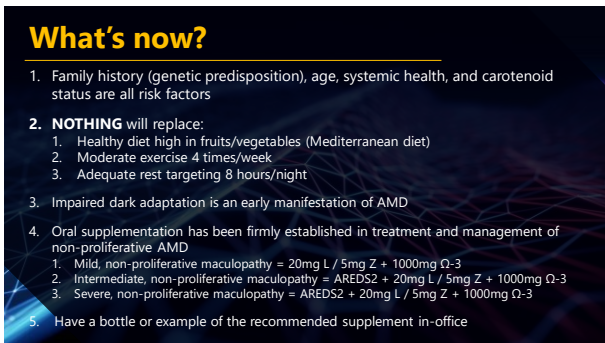 What's now?
1. Family history (genetic predisposition), age, systemic health, and carotenoid
status are all risk factors
2. NOTHING will replace:
1. Healthy diet high in fruits/vegetables (Mediterranean diet)
2. Moderate exercise 4 times/week
3. Adequate rest targeting 8 hours/night
3. Impaired dark adaptation is an early manifestation of AMD
4. Oral supplementation has been firmly established in treatment and management of
non-proliferative AMD
1. Mild, non-proliferative maculopathy = 20mg L / 5mg Z + 1000mg Ω-3
2. Intermediate, non-proliferative maculopathy = AREDS2 + 20mg L / 5mg Z + 1000mg Ω-3
3. Severe, non-proliferative maculopathy = AREDS2 + 20mg L / 5mg Z + 1000mg Ω-3
5. Have a bottle or example of the recommended supplement in-office